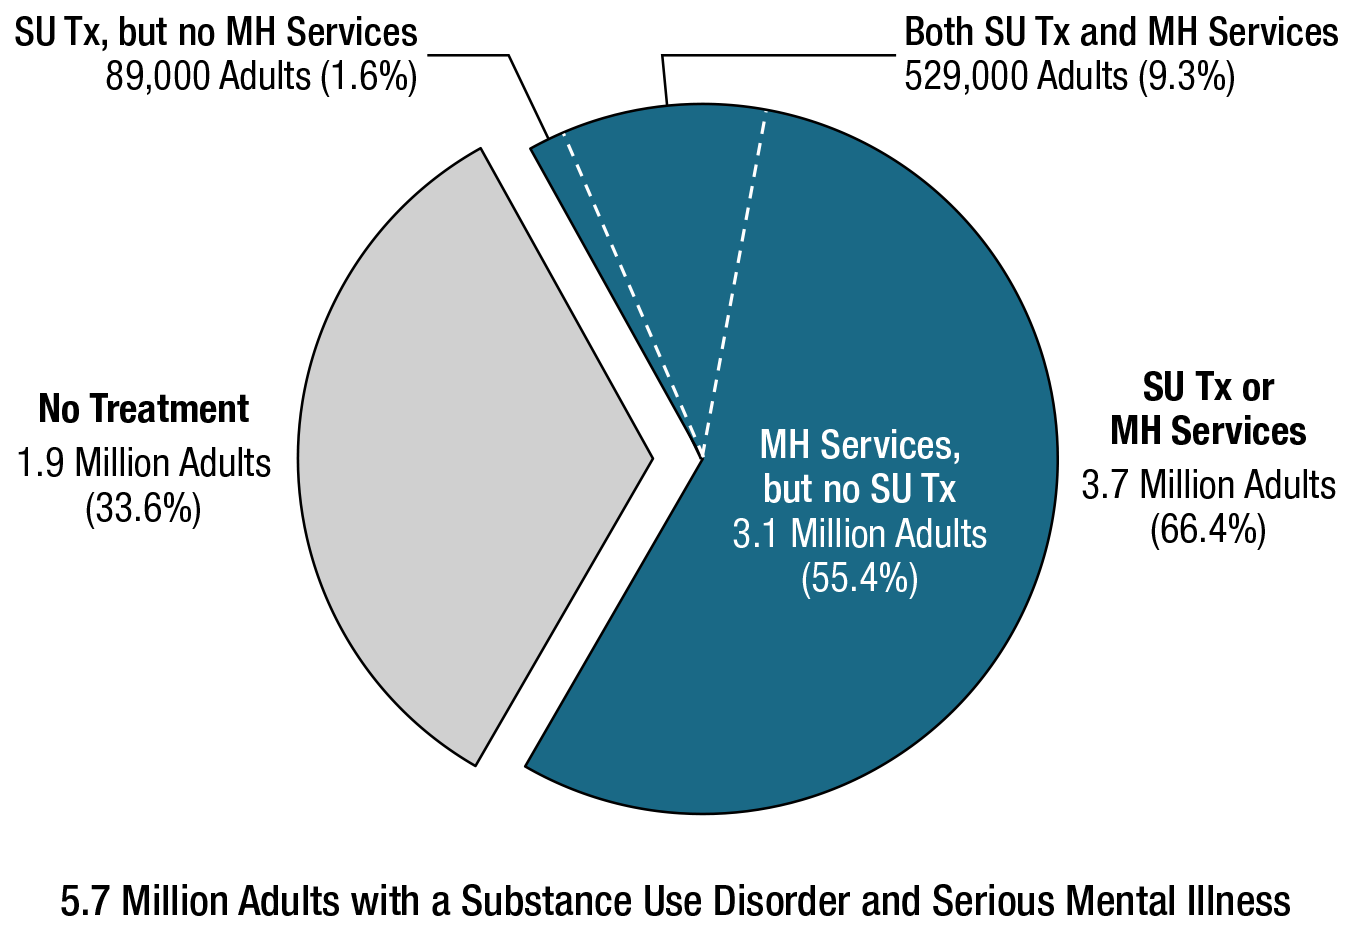 SU Tx, but no MH Services
89,000 Adults (1.6%)
Both SU Tx and MH Services
529,000 Adults (9.3%)
No Treatment
1.9 Million Adults
(33.6%)
MH Services,
but no SU Tx
3.1 Million Adults
(55.4%)
SU Tx or
MH Services
3.7 Million Adults
(66.4%)
5.7 Million Adults with a Substance Use Disorder and Serious Mental Illness